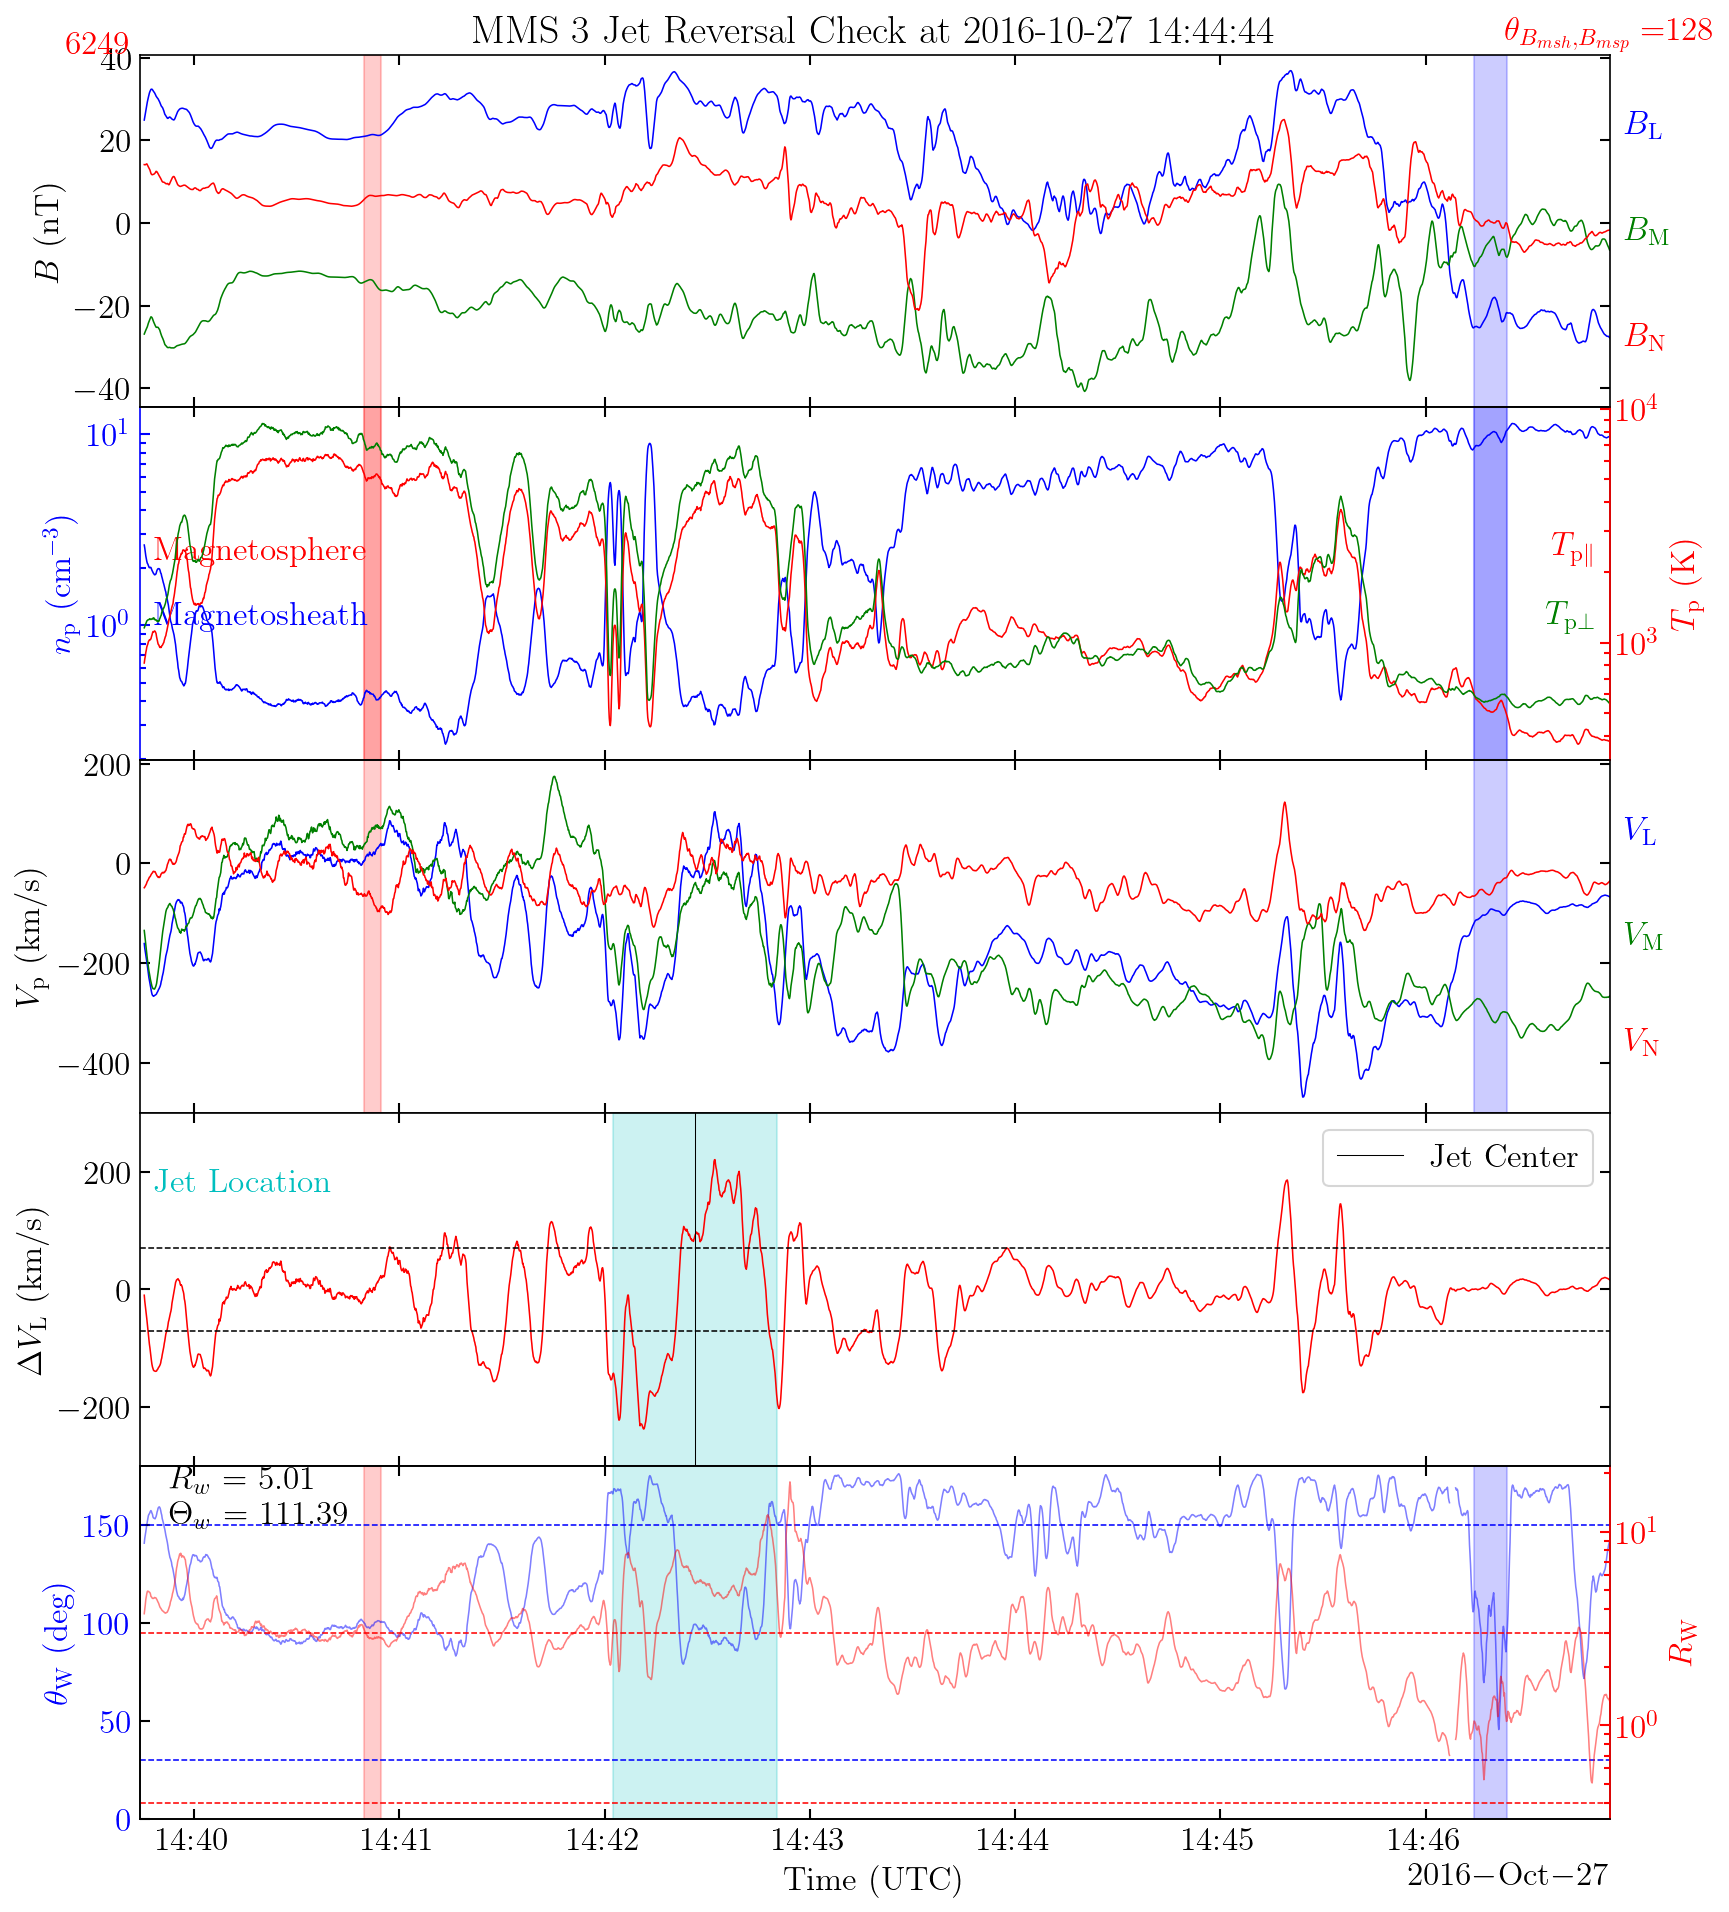 MMS 3 Jet Reversal Check at 2016-10-27 14:44:44
6249
θ_{B_{msh},B_{msp}} =128
40
20
0
−20
−40
B (nT)
B_L
B_M
B_N
10^1
10^0
n_p (cm^{−3})
Magnetosphere
Magnetosheath
T_{p∥}
T_{p⊥}
10^4
10^3
T_p (K)
200
0
−200
−400
V_p (km/s)
V_L
V_M
V_N
200
0
−200
ΔV_L (km/s)
Jet Location
Jet Center
R_w = 5.01
Θ_w = 111.39
150
100
50
0
θ_W (deg)
10^1
10^0
R_W
14:40 14:41 14:42 14:43 14:44 14:45 14:46
Time (UTC)
2016−Oct−27